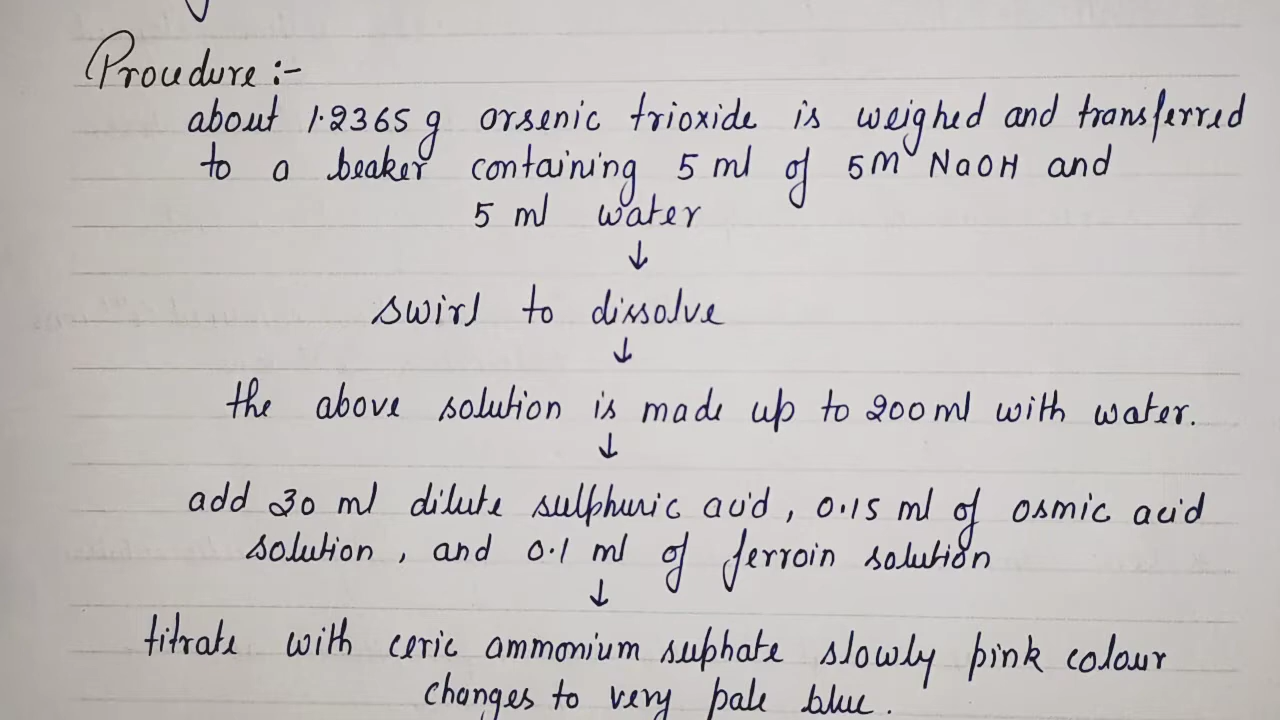 Procedure :-
about 1.2365 g arsenic trioxide is weighed and transferred
to a beaker containing 5 ml of 5M NaOH and
5 ml water
↓
swirl to dissolve
↓
the above solution is made up to 200 ml with water.
↓
add 30 ml dilute sulphuric acid, 0.15 ml of osmic acid
solution, and 0.1 ml of ferroin solution
↓
titrate with ceric ammonium suphate slowly pink colour
changes to very pale blue.